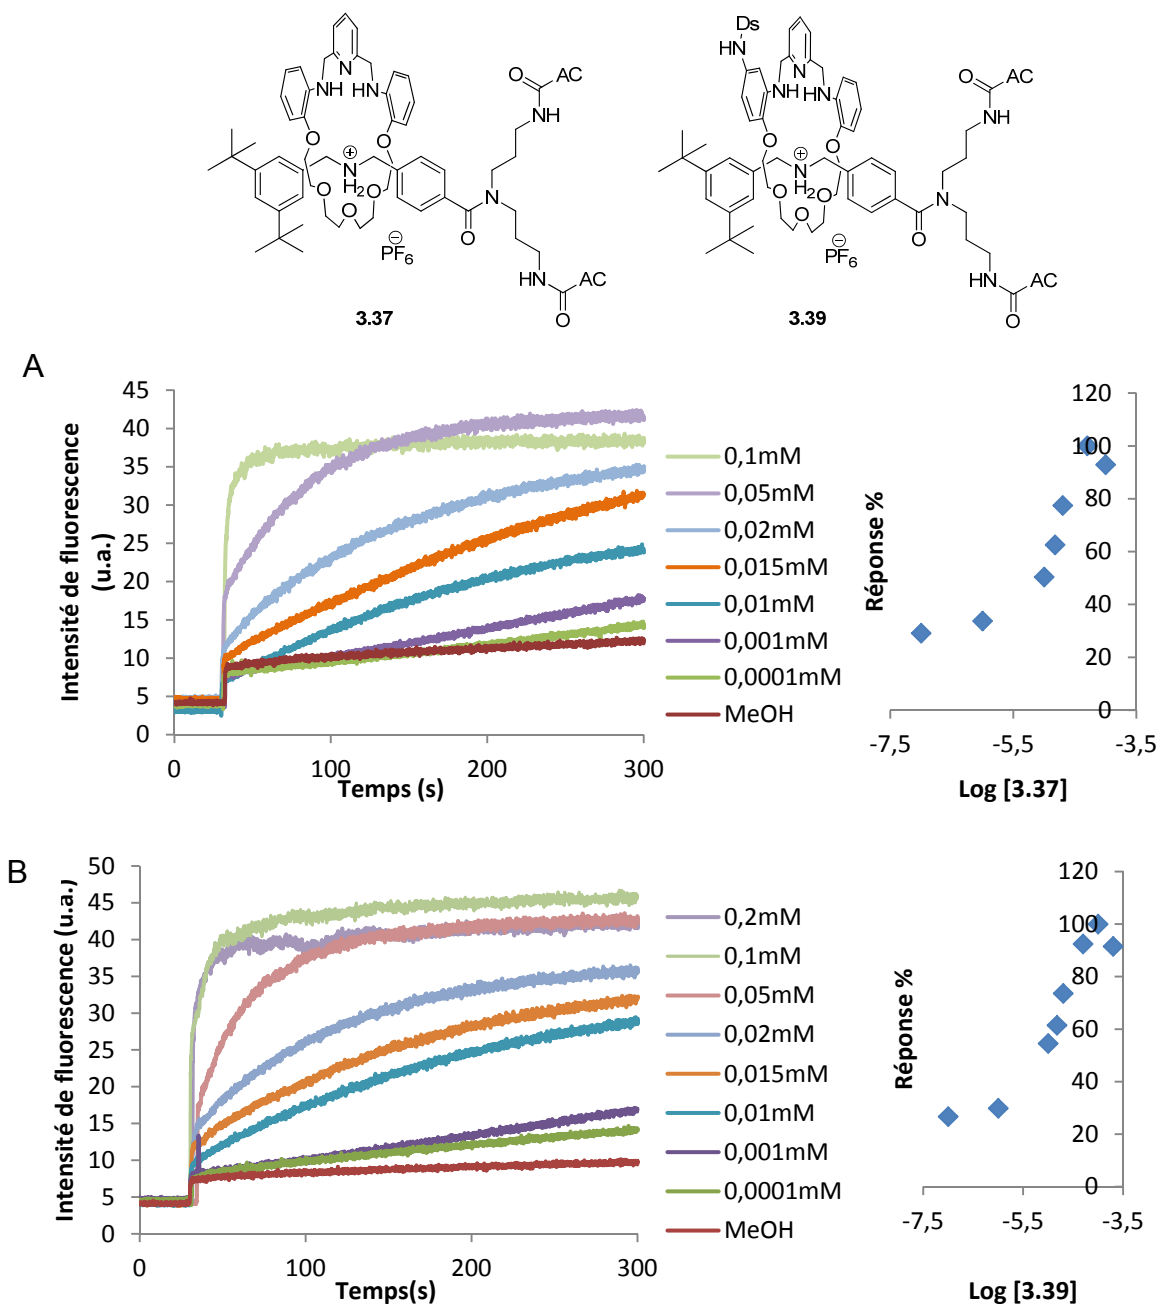 Ds
HN
N
N
NH HN
NH HN
O
AC
O
AC
NH
NH
O
O
O
O
⊕
N
H₂
⊕
N
H₂
O
O
O
O
O
O
N
N
O
O
⊖
PF₆
⊖
PF₆
HN
AC
HN
AC
O
O
3.37
3.39
A
Intensité de fluorescence
(u.a.)
45
40
35
30
25
20
15
10
5
0
0
100
200
300
Temps (s)
0,1mM
0,05mM
0,02mM
0,015mM
0,01mM
0,001mM
0,0001mM
MeOH
Réponse %
120
100
80
60
40
20
0
-7,5
-5,5
-3,5
Log [3.37]
B
Intensité de fluorescence (u.a.)
50
45
40
35
30
25
20
15
10
5
0
0
100
200
300
Temps(s)
0,2mM
0,1mM
0,05mM
0,02mM
0,015mM
0,01mM
0,001mM
0,0001mM
MeOH
Réponse %
120
100
80
60
40
20
0
-7,5
-5,5
-3,5
Log [3.39]